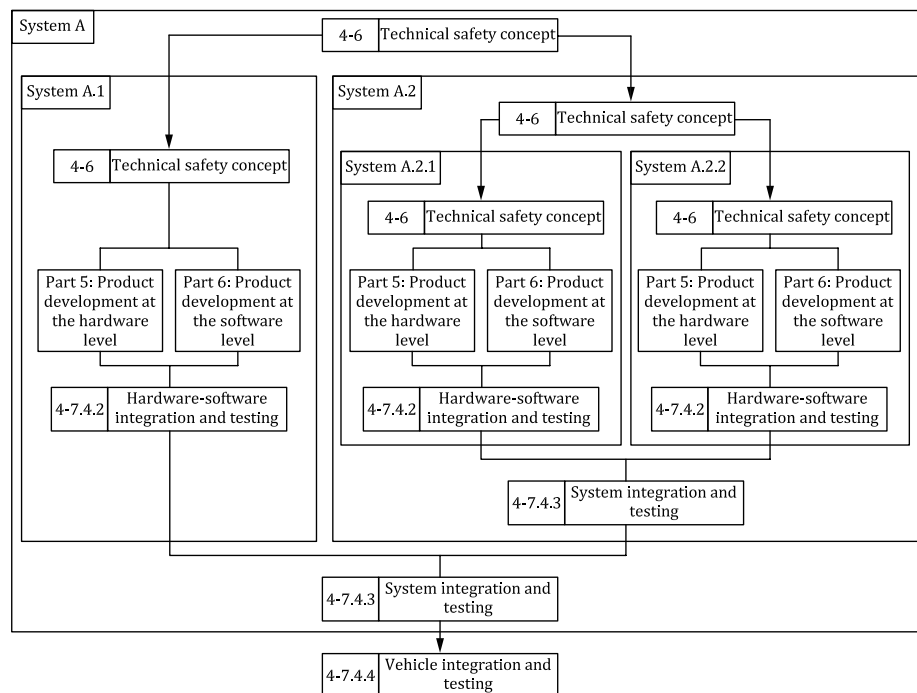 System A
4-6 Technical safety concept
System A.1
System A.2
4-6 Technical safety concept
4-6 Technical safety concept
System A.2.1
System A.2.2
4-6 Technical safety concept
4-6 Technical safety concept
Part 5: Product
development at
the hardware
level
Part 6: Product
development at
the software
level
Part 5: Product
development at
the hardware
level
Part 6: Product
development at
the software
level
Part 5: Product
development at
the hardware
level
Part 6: Product
development at
the software
level
4-7.4.2
Hardware-software
integration and testing
4-7.4.2
Hardware-software
integration and testing
4-7.4.2
Hardware-software
integration and testing
4-7.4.3
System integration and
testing
4-7.4.3
System integration and
testing
4-7.4.4
Vehicle integration and
testing